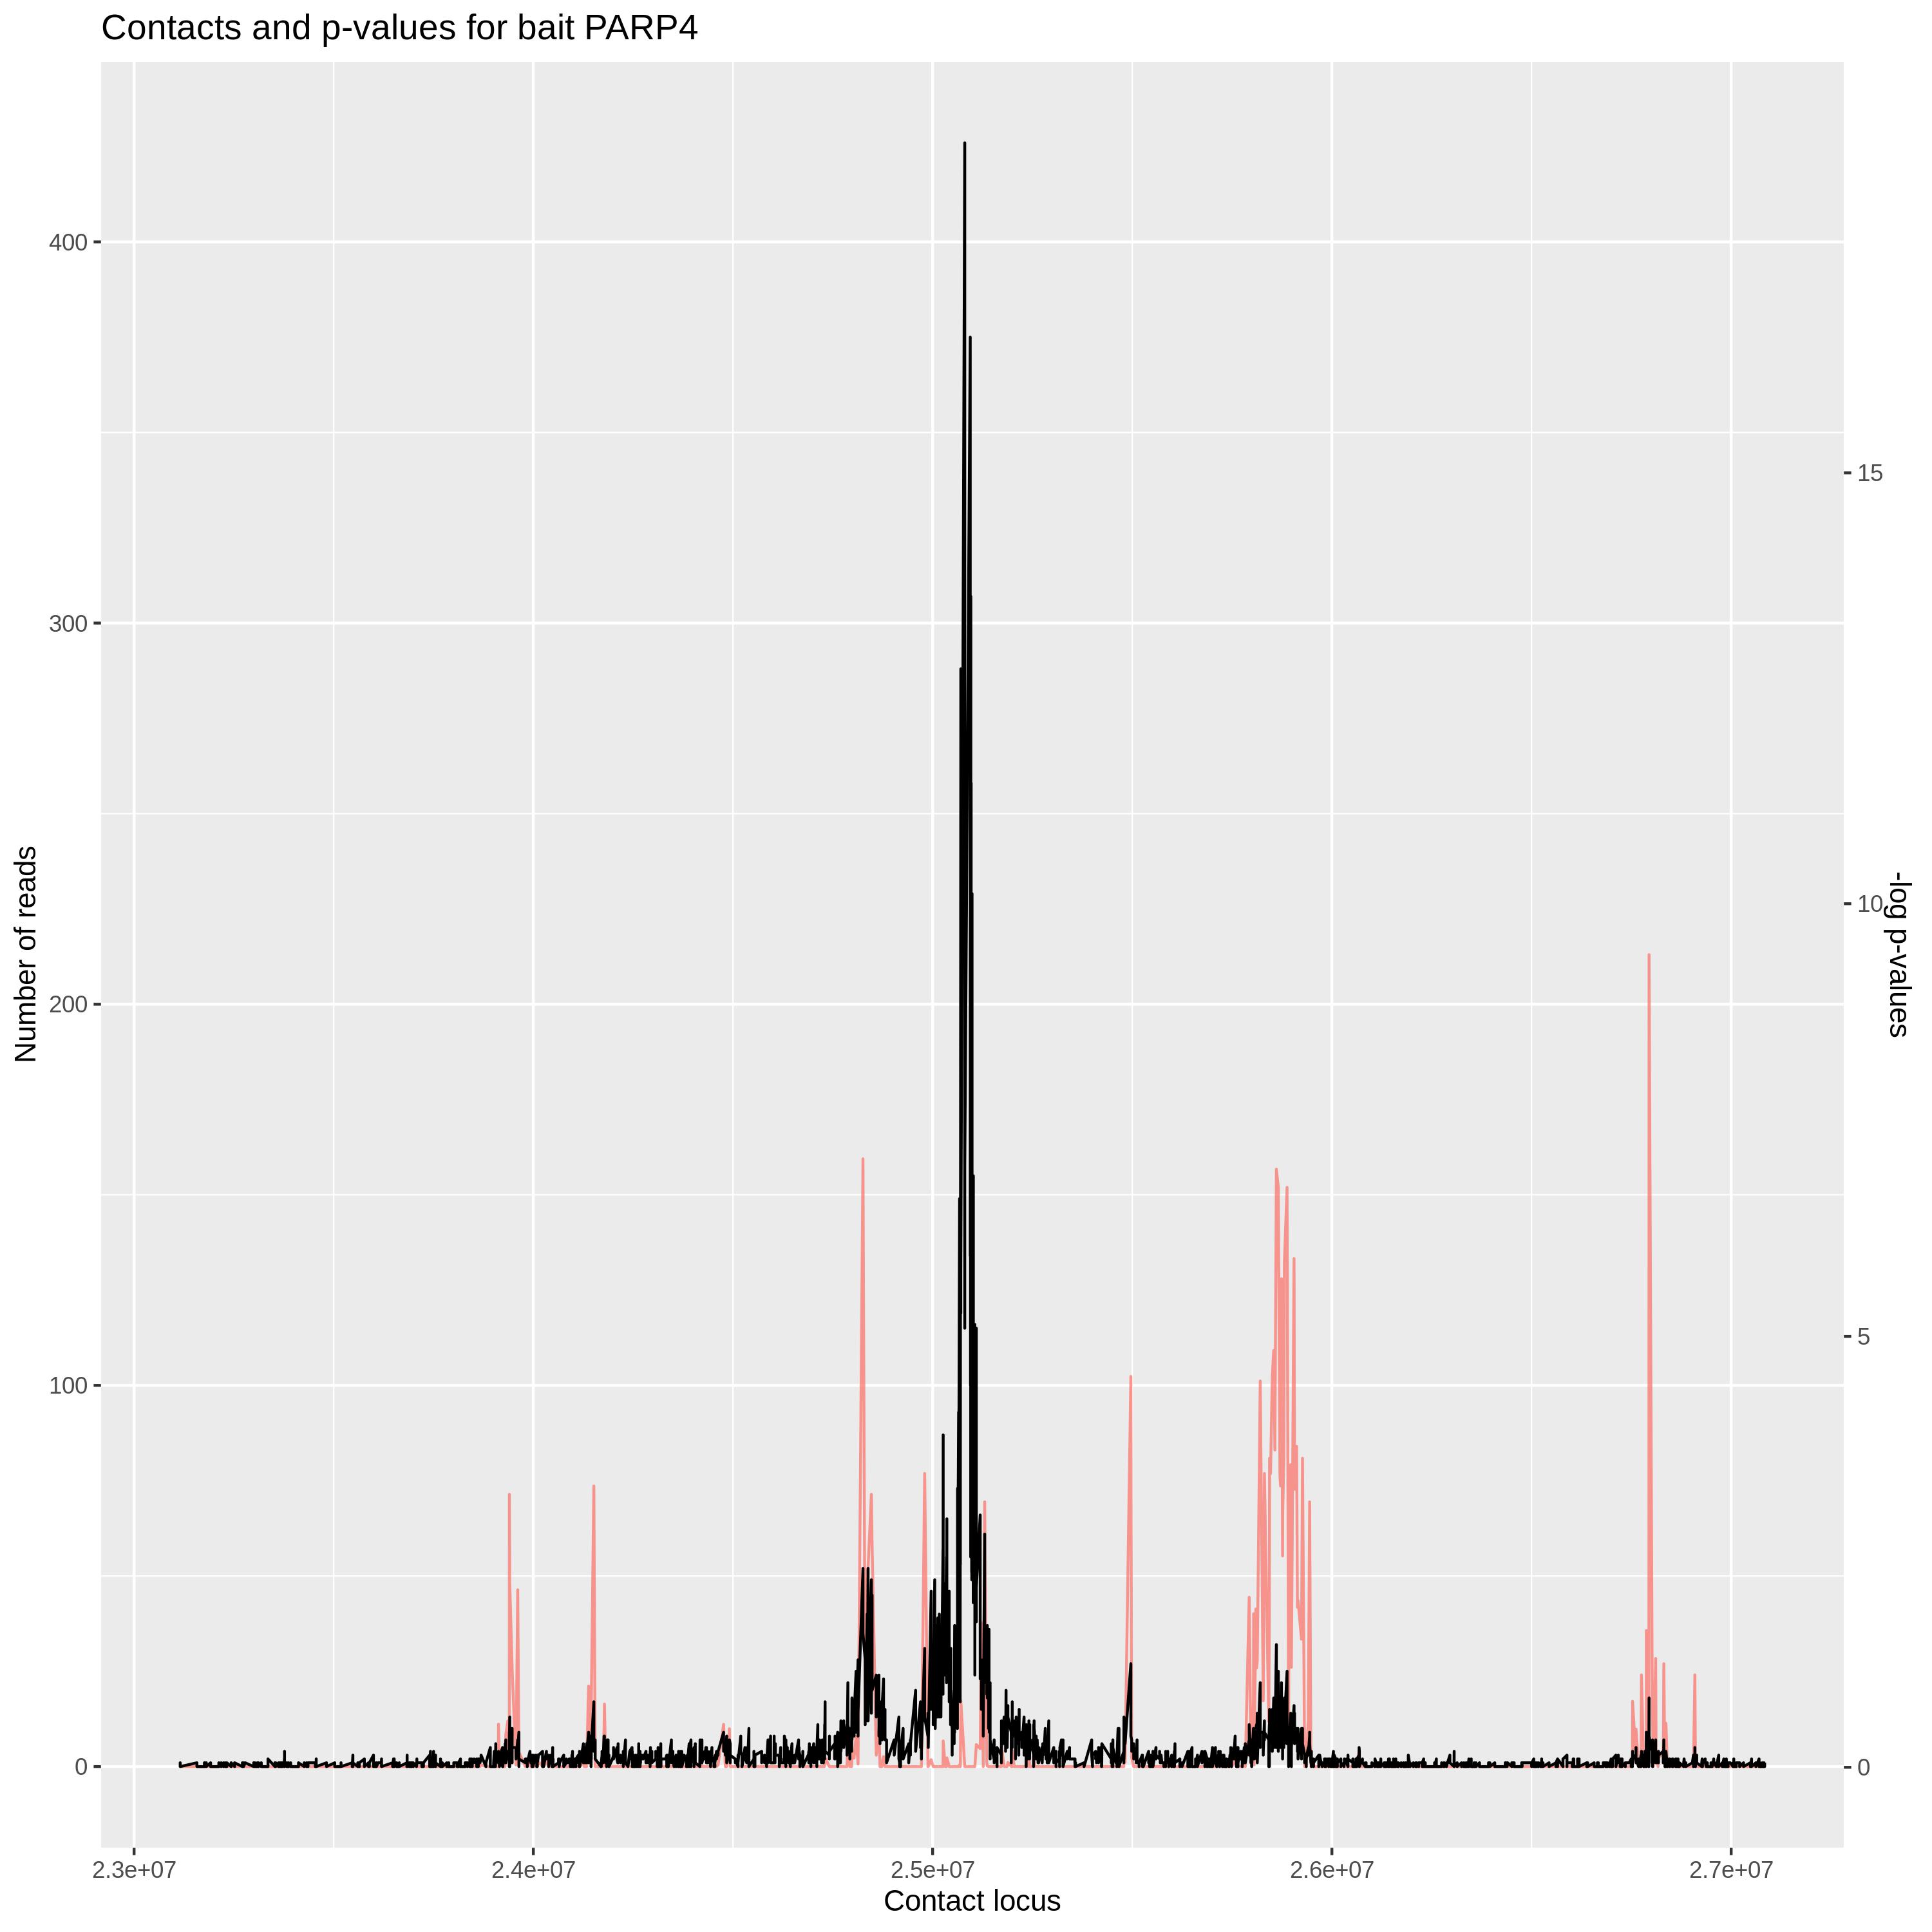 Contacts and p-values for bait PARP4
400
300
200
100
0
Number of reads
15
10
5
0
-log p-values
2.3e+07
2.4e+07
2.5e+07
2.6e+07
2.7e+07
Contact locus